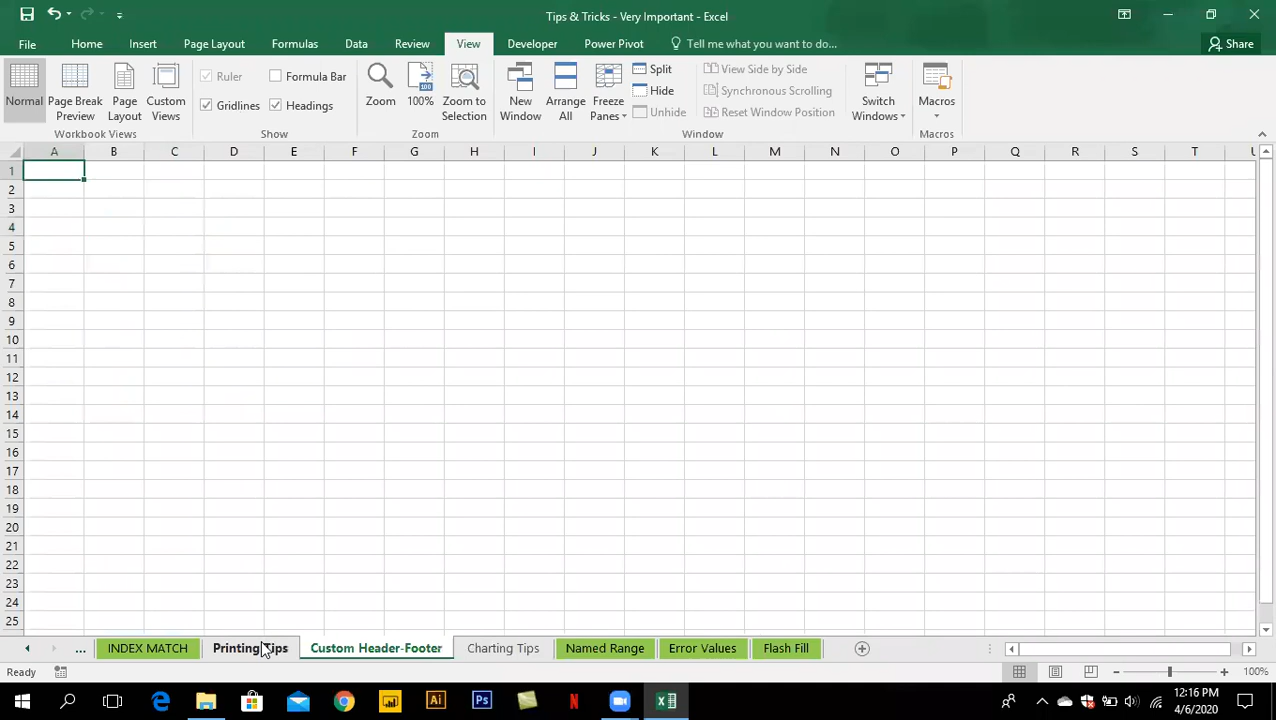 Tips & Tricks - Very Important - Excel
File Home Insert Page Layout Formulas Data Review View Developer Power Pivot Tell me what you want to do... Share
Normal
Page Break Preview
Page Layout
Custom Views
Workbook Views
Ruler
Formula Bar
Gridlines
Headings
Show
Zoom
100%
Zoom to Selection
Zoom
New Window
Arrange All
Freeze Panes
Split
Hide
Unhide
View Side by Side
Synchronous Scrolling
Reset Window Position
Window
Switch Windows
Macros
Macros
A B C D E F G H I J K L M N O P Q R S T U
1
2
3
4
5
6
7
8
9
10
11
12
13
14
15
16
17
18
19
20
21
22
23
24
25
... INDEX MATCH Printing Tips Custom Header-Footer Charting Tips Named Range Error Values Flash Fill
Ready 100%
12:16 PM
4/6/2020